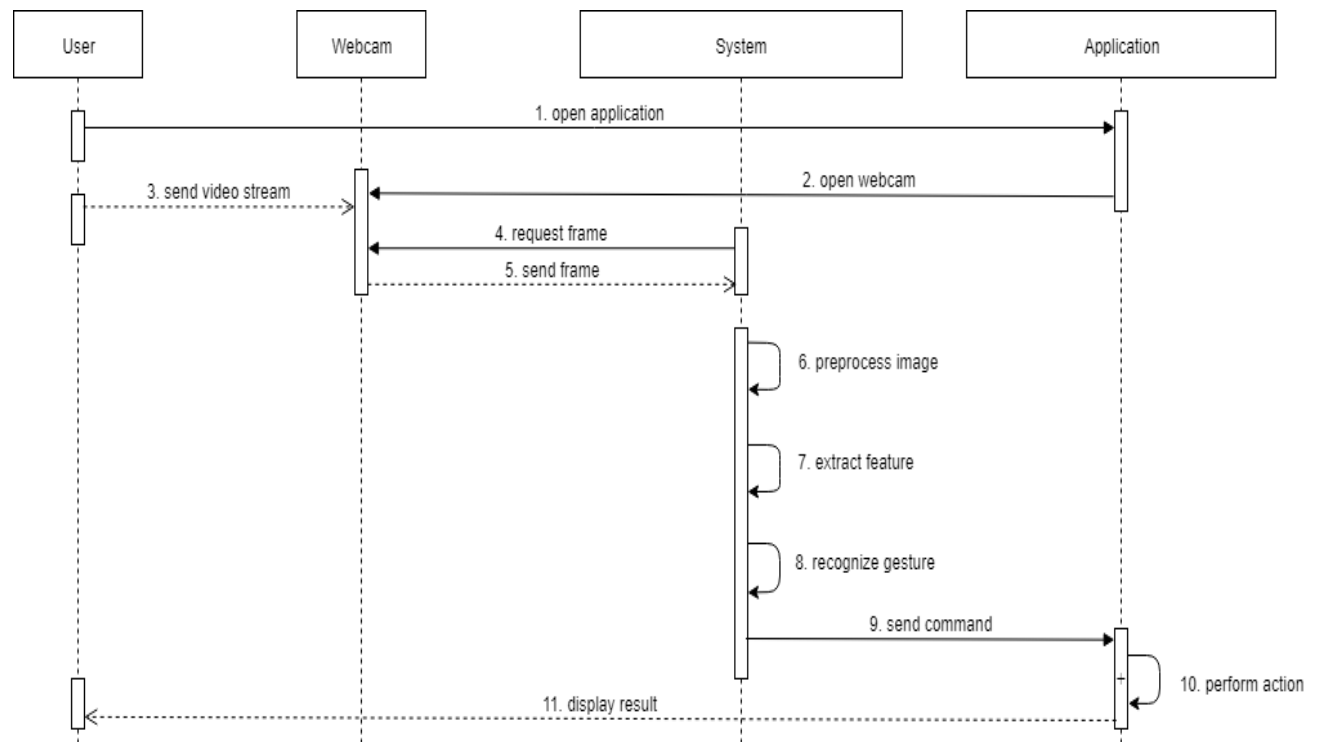 User
Webcam
System
Application
1. open application
2. open webcam
3. send video stream
4. request frame
5. send frame
6. preprocess image
7. extract feature
8. recognize gesture
9. send command
10. perform action
11. display result